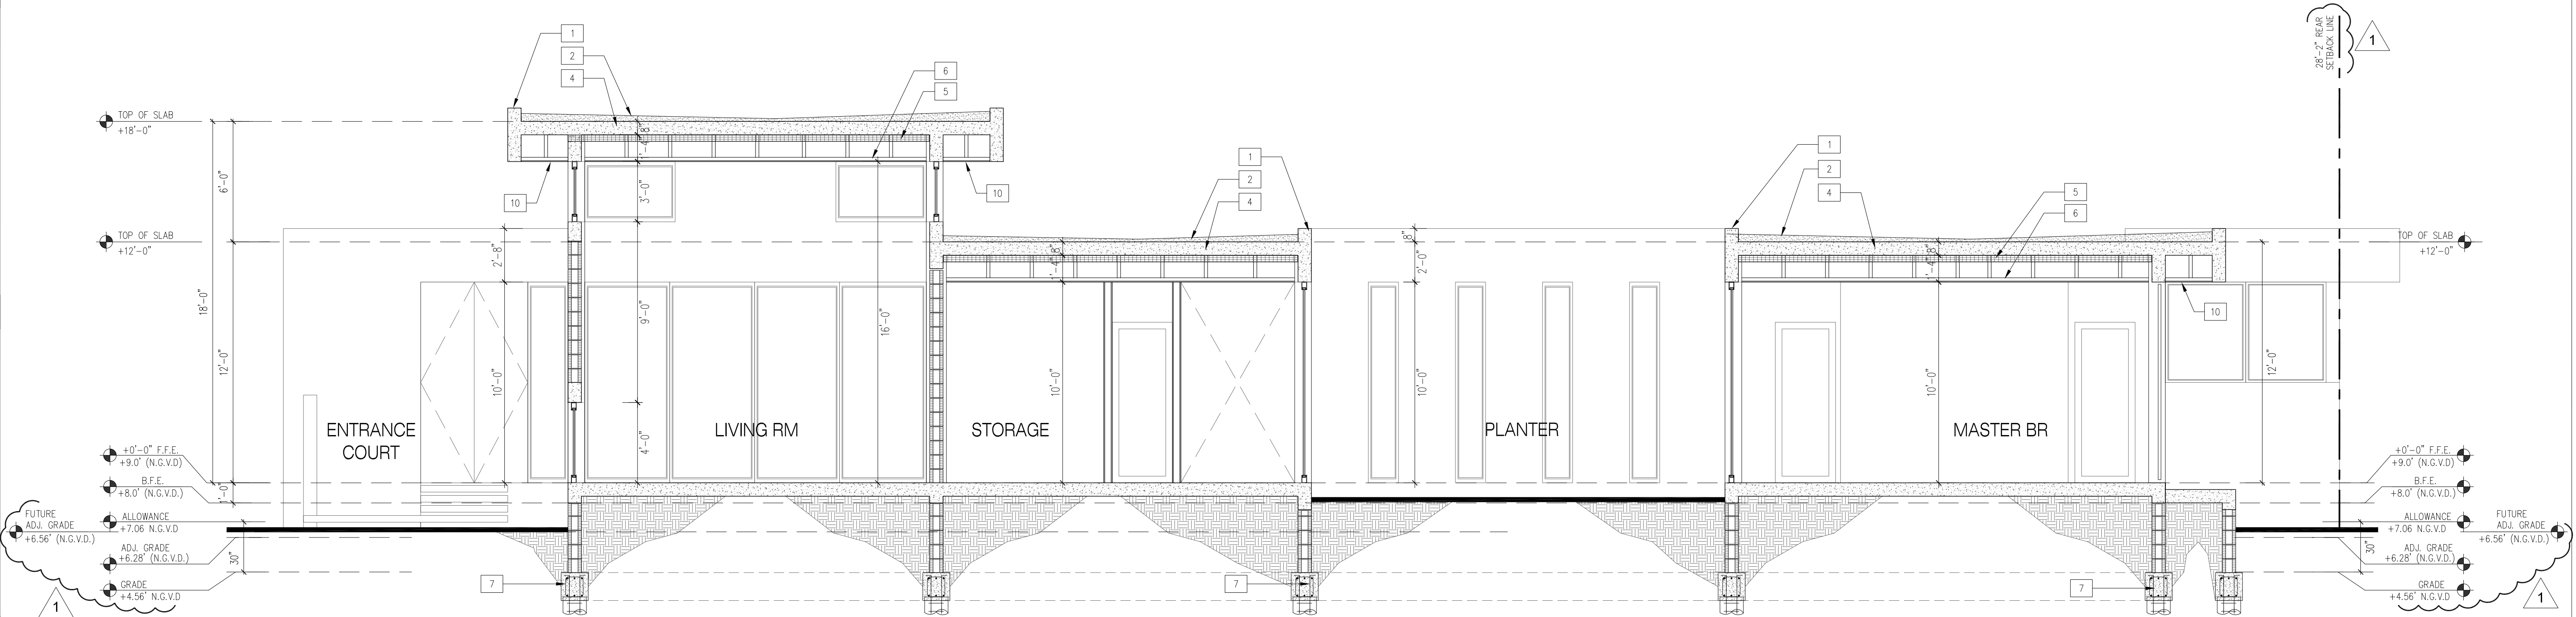 28'-2" REAR
SETBACK LINE
1
1
2
4
6
5
TOP OF SLAB
+18'-0"
10
10
1
2
4
1
2
4
5
6
10
TOP OF SLAB
+12'-0"
TOP OF SLAB
+12'-0"
6'-0"
18'-0"
12'-0"
1'-0"
2'-8"
10'-0"
8"
1'-4"
3'-0"
9'-0"
4'-0"
16'-0"
8"
1'-4"
10'-0"
8"
2'-0"
10'-0"
8"
1'-4"
10'-0"
12'-0"
ENTRANCE
COURT
LIVING RM
STORAGE
PLANTER
MASTER BR
+0'-0" F.F.E.
+9.0' (N.G.V.D)
B.F.E.
+8.0' (N.G.V.D.)
FUTURE
ADJ. GRADE
+6.56' (N.G.V.D.)
ALLOWANCE
+7.06 N.G.V.D
ADJ. GRADE
+6.28' (N.G.V.D.)
GRADE
+4.56' N.G.V.D
30"
1
7
7
7
+0'-0" F.F.E.
+9.0' (N.G.V.D)
B.F.E.
+8.0' (N.G.V.D.)
ALLOWANCE
+7.06 N.G.V.D
FUTURE
ADJ. GRADE
+6.56' (N.G.V.D.)
ADJ. GRADE
+6.28' (N.G.V.D.)
GRADE
+4.56' N.G.V.D
30"
1